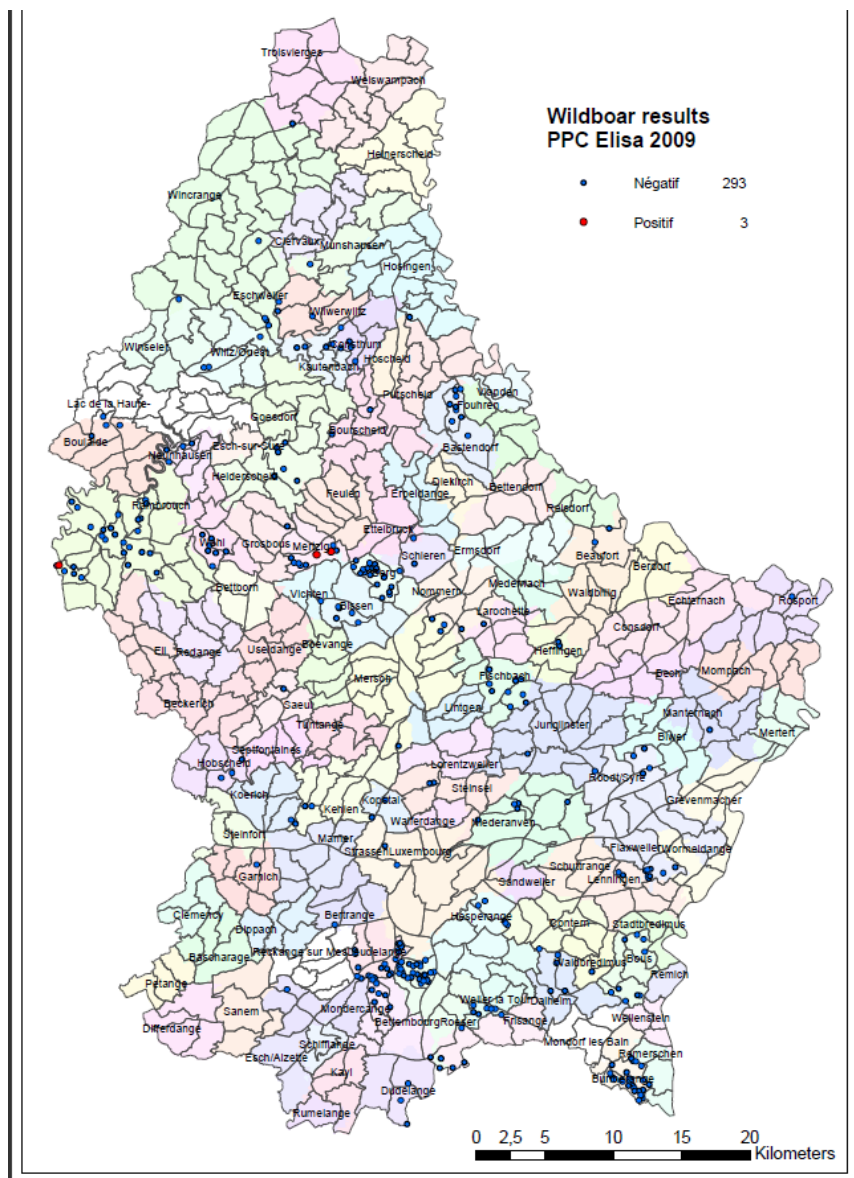 Troisvierges
Weiswampach
Wildboar results
PPC Elisa 2009
Négatif 293
Positif 3
Heinerscheid
Wincrange
Clervaux
Munshausen
Hosingen
Eschweiler
Wilwerwiltz
Winseler
Wiltz/Ouest
Consthum
Kautenbach
Hoscheid
Putscheid
Vianden
Fouhren
Lac de la Haute-
Goesdorf
Boulaide
Bourscheid
Neunhausen
Esch-sur-Sûre
Bastendorf
Heiderscheid
Diekirch
Bettendorf
Feulen
Erpeldange
Reisdorf
Rambrouch
Ettelbruck
Wahl
Grosbous
Mertzig
Schieren
Ermsdorf
Beaufort
Berdorf
Berg
Bettborn
Vichten
Bissen
Nommern
Medernach
Waldbillig
Echternach
Rosport
Larochette
Consdorf
Boevange
Ell
Redange
Useldange
Heffingen
Mersch
Fischbach
Bech
Mompach
Beckerich
Saeul
Lintgen
Manternach
Tuntange
Junglinster
Biwer
Mertert
Septfontaines
Hobscheid
Lorentzweiler
Rodt/Syre
Koerich
Steinsel
Kehlen
Kopstal
Grevenmacher
Walferdange
Niederanven
Steinfort
Mamer
Strassen
Luxembourg
Flaxweiler
Wormeldange
Garnich
Schuttrange
Lenningen
Sandweiler
Clemency
Bertrange
Hesperange
Contern
Stadtbredimus
Dippach
Bascharage
Reckange sur Mess
Leudelange
Waldbredimus
Bous
Remich
Petange
Sanem
Mondercange
Weiler la Tour
Dalheim
Bettembourg
Roeser
Frisange
Wellenstein
Differdange
Schifflange
Mondorf les Bain
Esch/Alzette
Remerschen
Kayl
Burmerange
Dudelange
Rumelange
0 2,5 5 10 15 20
Kilometers